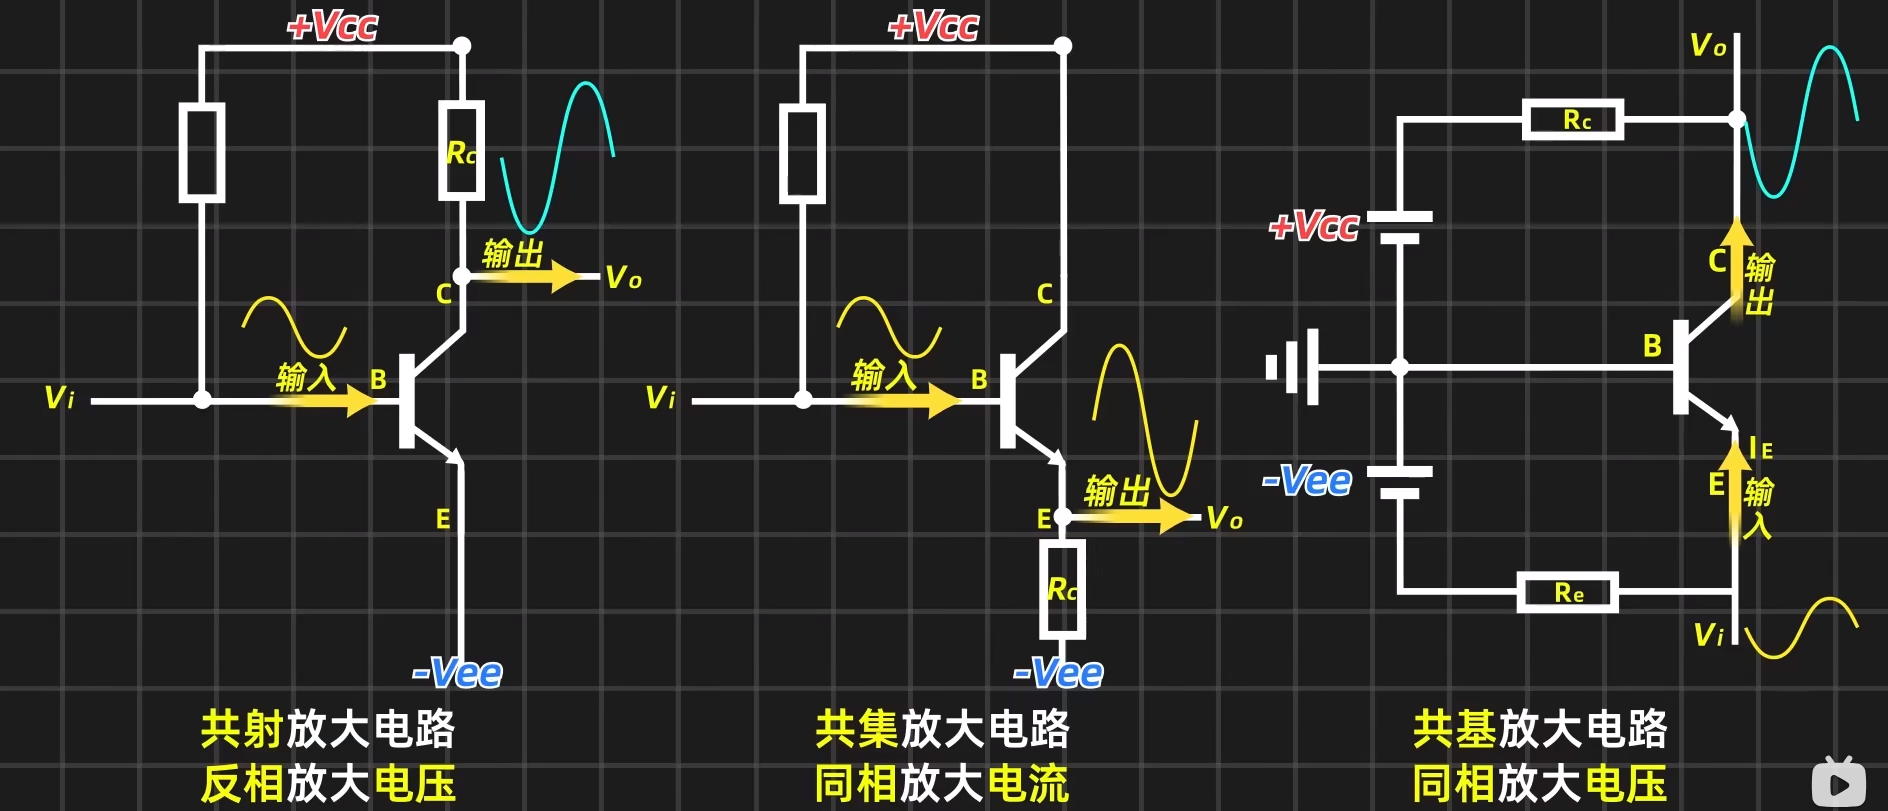 +Vcc
Rc
输出
Vo
C
输入
B
Vi
E
-Vee
共射放大电路
反相放大电压
+Vcc
C
输入
B
Vi
输出
E
Vo
Rc
-Vee
共集放大电路
同相放大电流
Vo
Rc
+Vcc
C
输出
B
IE
-Vee
E
输入
Re
Vi
共基放大电路
同相放大电压